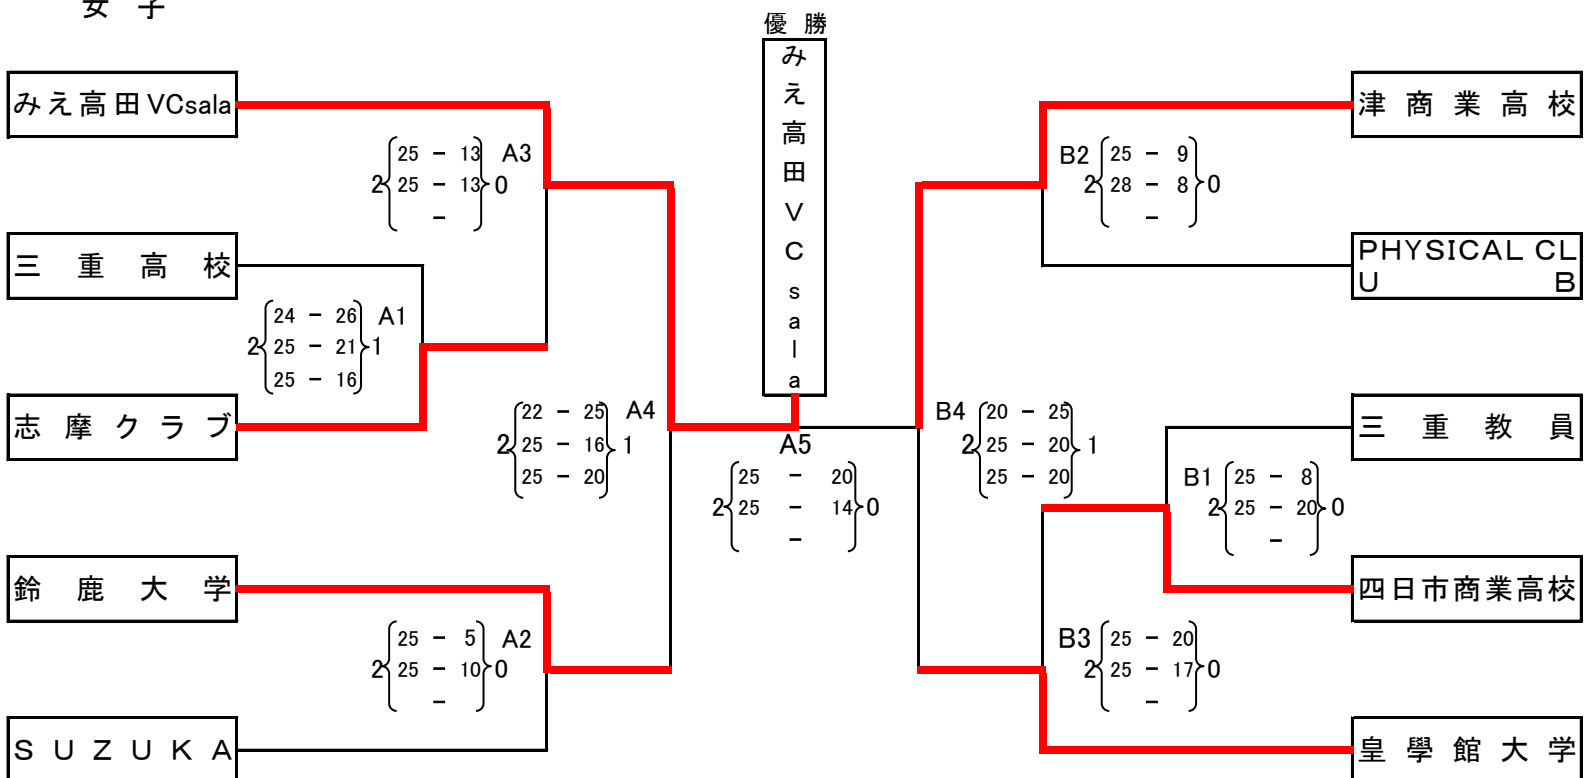 女子
優勝
みえ高田VCsala
みえ高田VCsala
津商業高校
25 - 13 A3
2 25 - 13 0
-
B2 25 - 9
2 28 - 8 0
-
三重高校
PHYSICAL CL
U B
24 - 26 A1
2 25 - 21 1
25 - 16
志摩クラブ
三重教員
22 - 25 A4
2 25 - 16 1
25 - 20
B4 20 - 25
2 25 - 20 1
25 - 20
A5
25 - 20
2 25 - 14 0
-
B1 25 - 8
2 25 - 20 0
-
鈴鹿大学
四日市商業高校
25 - 5 A2
2 25 - 10 0
-
B3 25 - 20
2 25 - 17 0
-
SUZUKA
皇學館大学